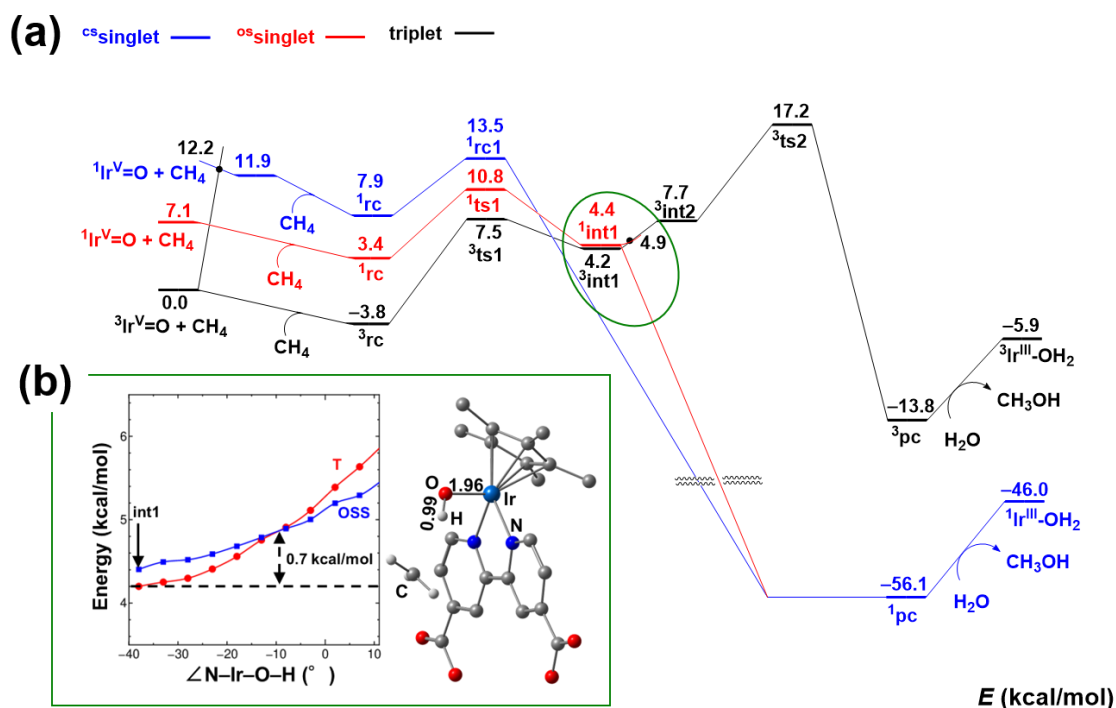 (a) ᶜˢsinglet ᵒˢsinglet triplet
17.2
³ts2
13.5
¹rc1
12.2
11.9
¹Irⱽ=O + CH₄
10.8
¹ts1
7.9
¹rc
CH₄
7.7
³int2
7.1
¹Irⱽ=O + CH₄
7.5
³ts1
4.4
¹int1
4.9
3.4
¹rc
CH₄
4.2
³int1
0.0
³Irⱽ=O + CH₄
–3.8
³rc
CH₄
–5.9
³Irᴵᴵᴵ-OH₂
CH₃OH
H₂O
–13.8
³pc
–46.0
¹Irᴵᴵᴵ-OH₂
CH₃OH
H₂O
–56.1
¹pc
E (kcal/mol)
(b)
Energy (kcal/mol)
6
5
4
T
OSS
int1
0.7 kcal/mol
-40 -30 -20 -10 0 10
∠N–Ir–O–H (°)
O 1.96 Ir
0.99
H N
C